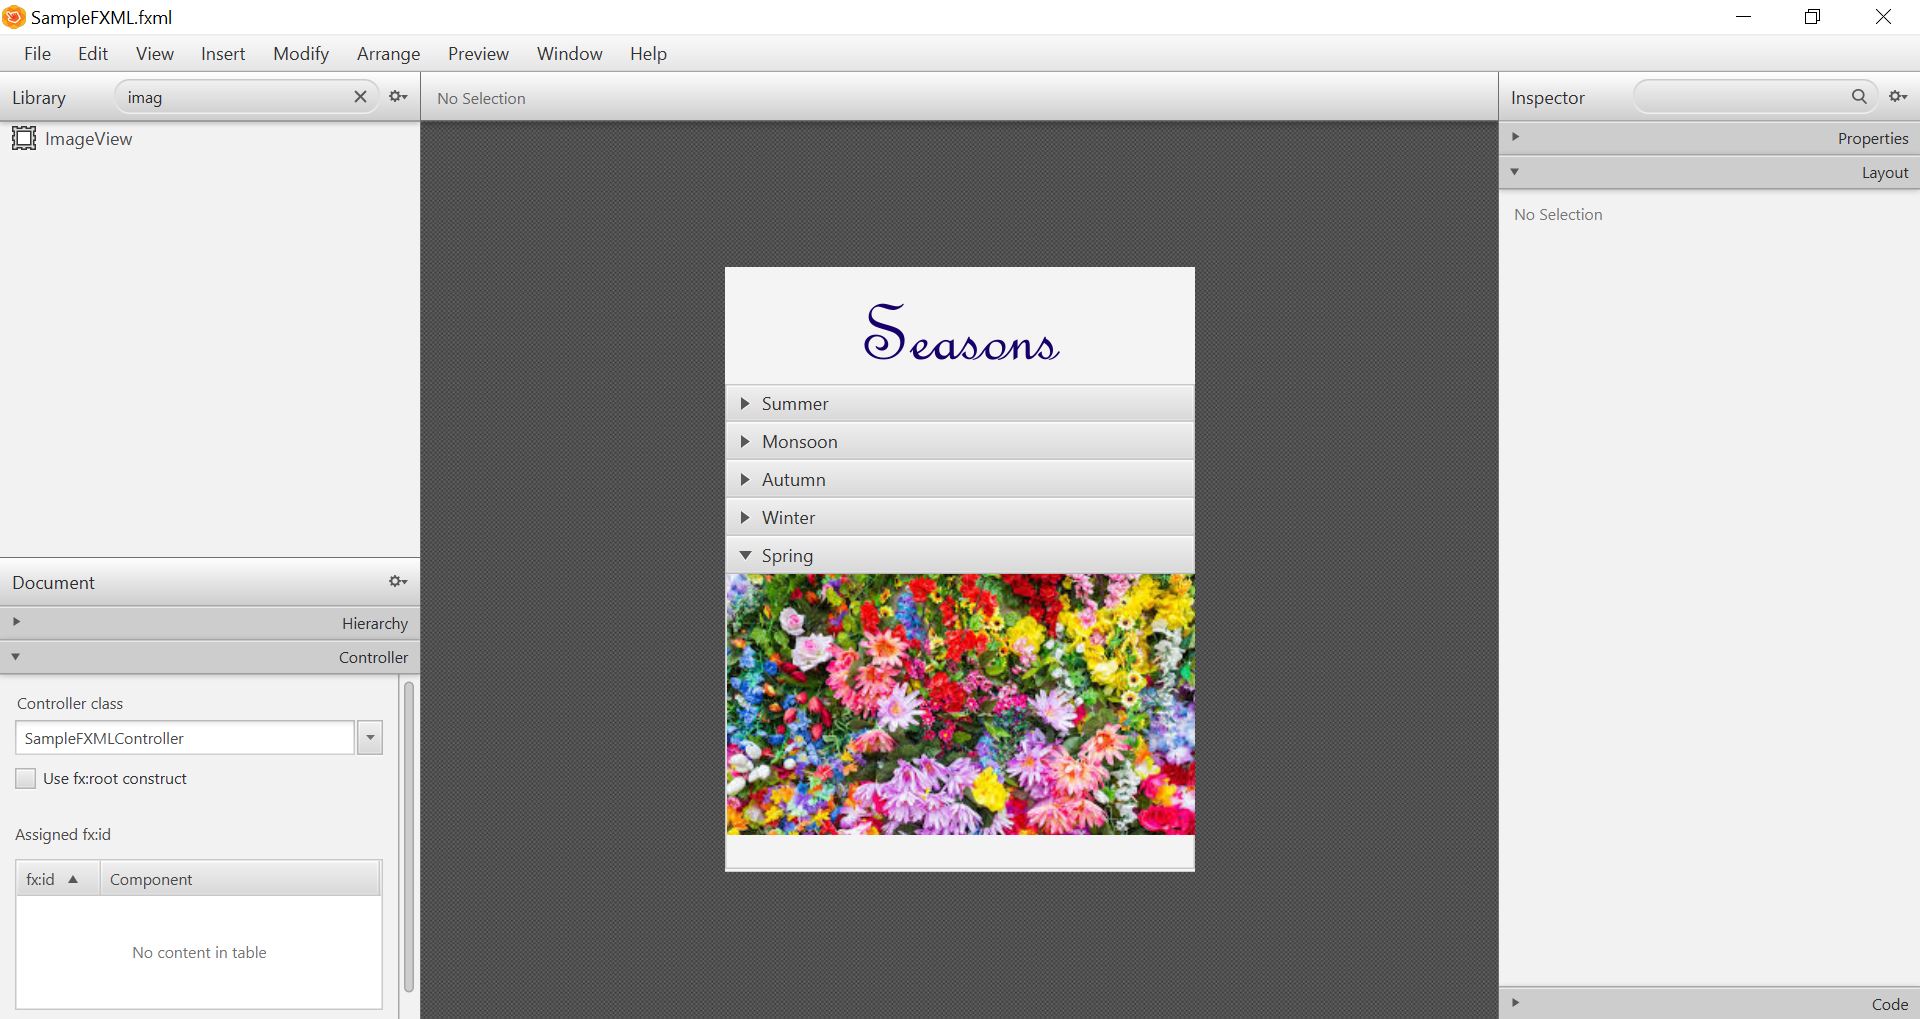 SampleFXML.fxml
File Edit View Insert Modify Arrange Preview Window Help
Library imag
No Selection
Inspector
ImageView
Properties
Layout
No Selection
Seasons
Summer
Monsoon
Autumn
Winter
Spring
Document
Hierarchy
Controller
Controller class
SampleFXMLController
Use fx:root construct
Assigned fx:id
fx:id Component
No content in table
Code